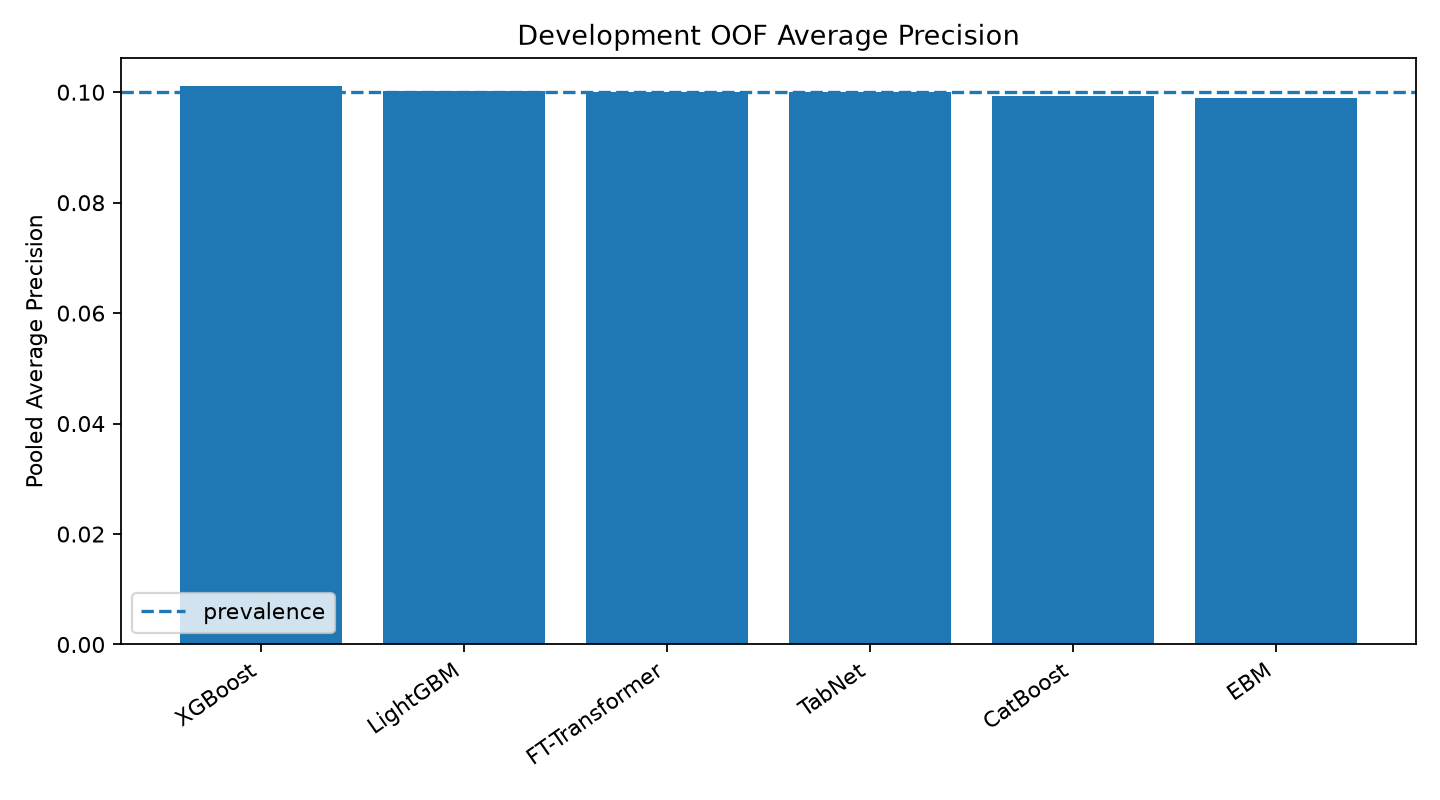 Development OOF Average Precision
Pooled Average Precision
0.10
0.08
0.06
0.04
0.02
0.00
prevalence
XGBoost
LightGBM
FT-Transformer
TabNet
CatBoost
EBM